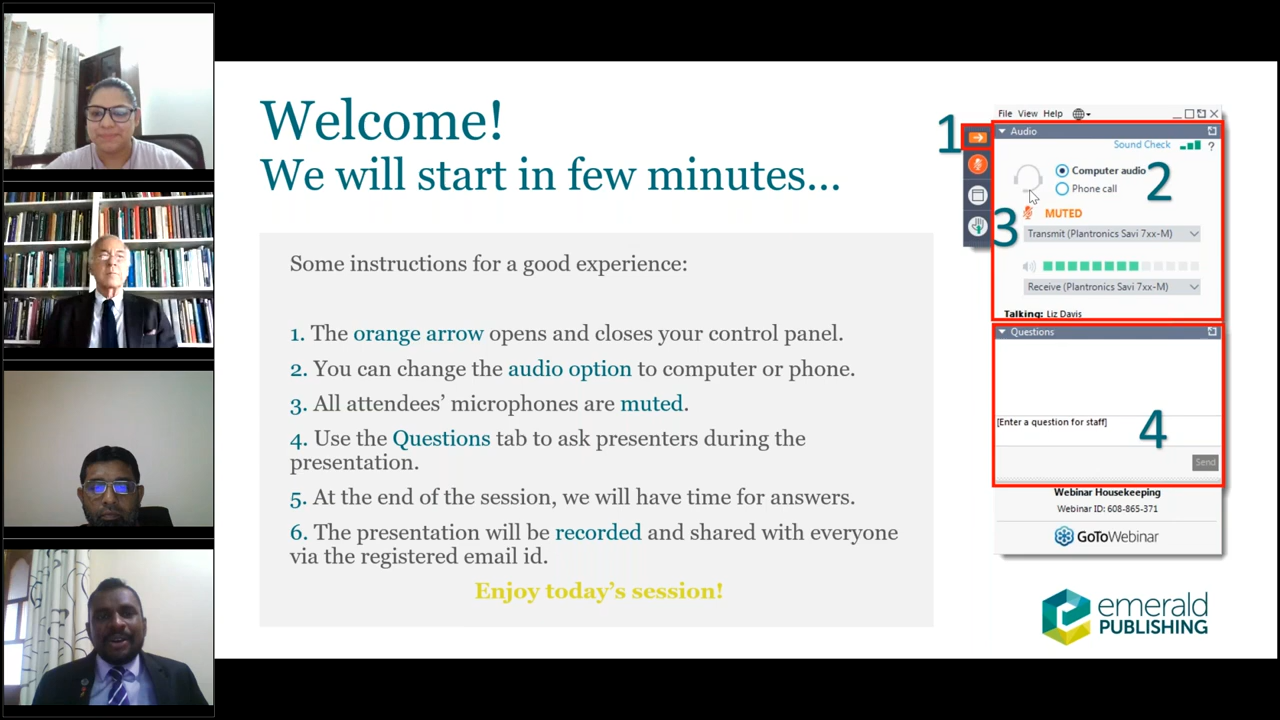 Welcome!
We will start in few minutes...
Some instructions for a good experience:
1. The orange arrow opens and closes your control panel.
2. You can change the audio option to computer or phone.
3. All attendees' microphones are muted.
4. Use the Questions tab to ask presenters during the
presentation.
5. At the end of the session, we will have time for answers.
6. The presentation will be recorded and shared with everyone
via the registered email id.
Enjoy today's session!
File View Help
1
Audio
Sound Check
?
Computer audio
2
Phone call
3
MUTED
Transmit (Plantronics Savi 7xx-M)
Receive (Plantronics Savi 7xx-M)
Talking: Liz Davis
Questions
[Enter a question for staff]
4
Send
Webinar Housekeeping
Webinar ID: 608-865-371
GoToWebinar
emerald
PUBLISHING